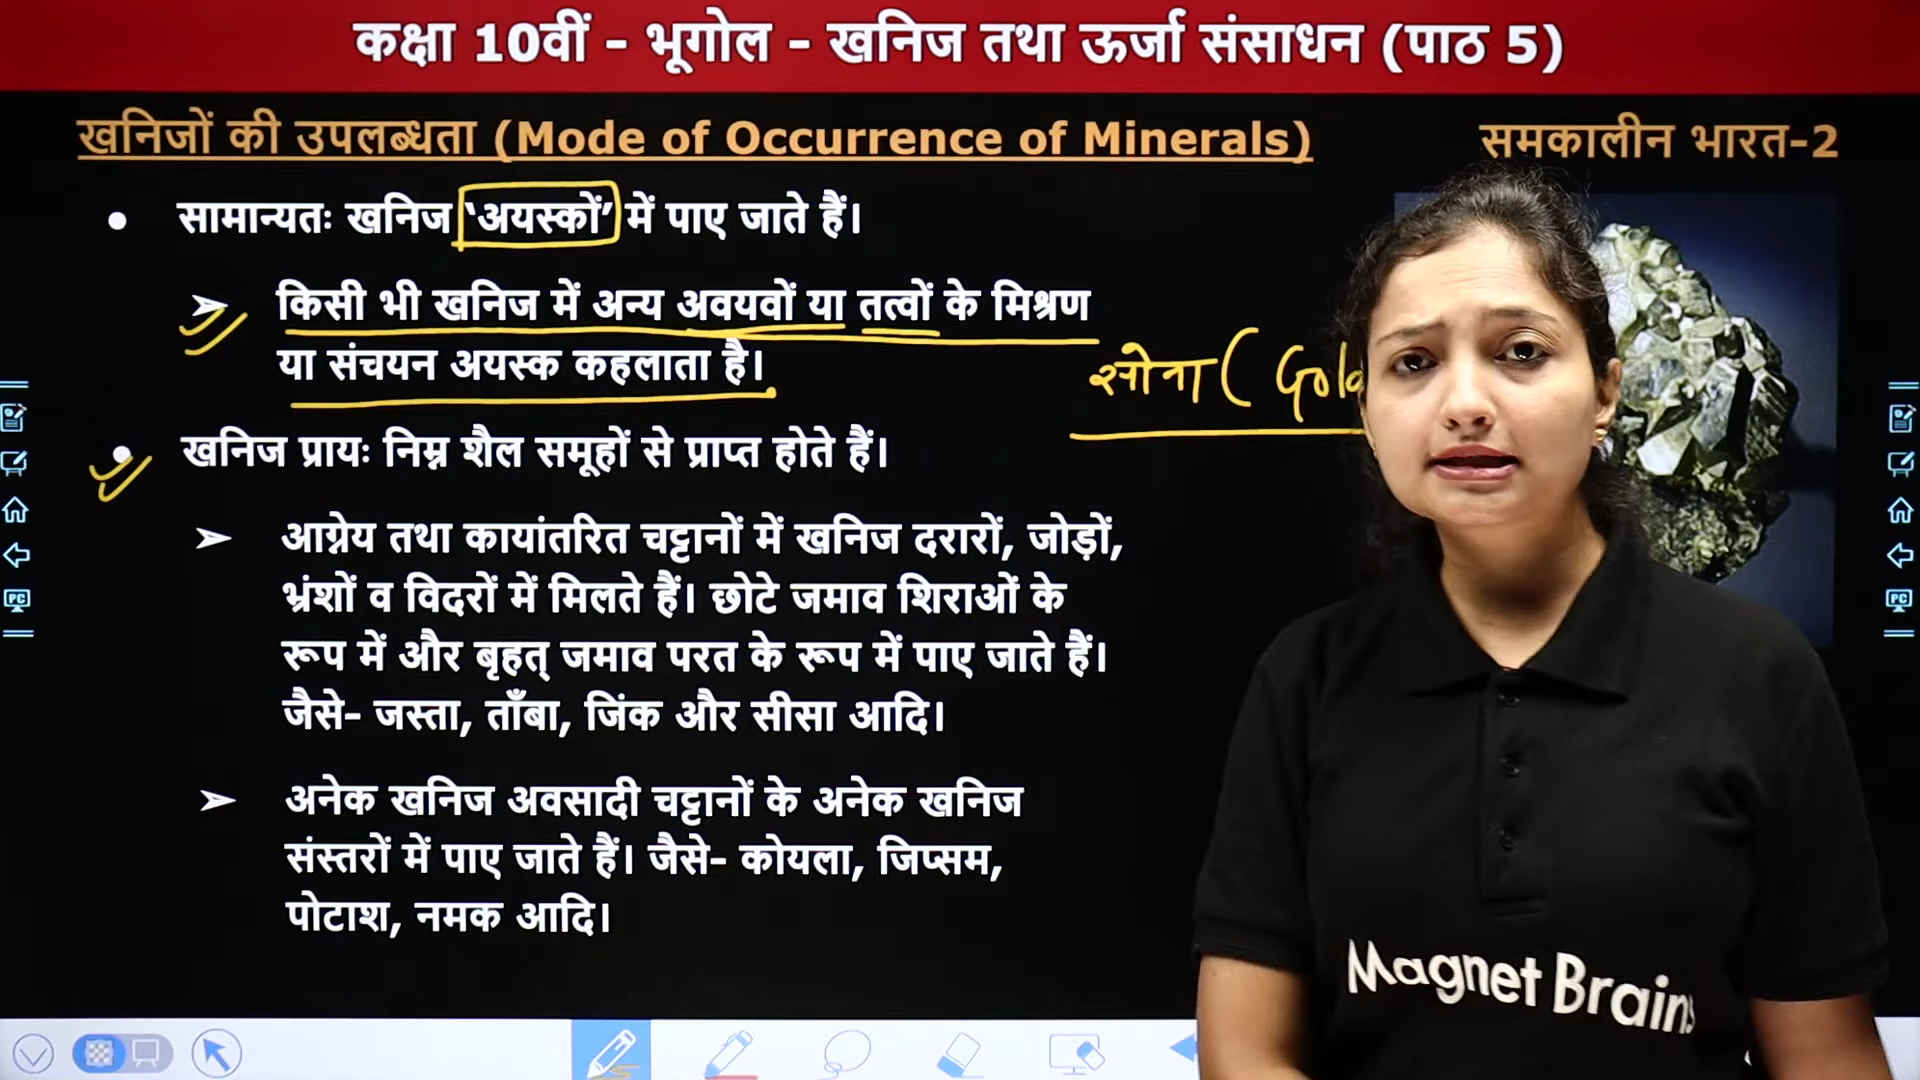 कक्षा 10वीं - भूगोल - खनिज तथा ऊर्जा संसाधन (पाठ 5)
खनिजों की उपलब्धता (Mode of Occurrence of Minerals)
समकालीन भारत-2
सामान्यतः खनिज ‘अयस्कों’ में पाए जाते हैं।
किसी भी खनिज में अन्य अवयवों या तत्वों के मिश्रण
या संचयन अयस्क कहलाता है।
सोना ( Gold
खनिज प्रायः निम्न शैल समूहों से प्राप्त होते हैं।
आग्नेय तथा कायांतरित चट्टानों में खनिज दरारों, जोड़ों,
भ्रंशों व विदरों में मिलते हैं। छोटे जमाव शिराओं के
रूप में और बृहत् जमाव परत के रूप में पाए जाते हैं।
जैसे- जस्ता, ताँबा, जिंक और सीसा आदि।
अनेक खनिज अवसादी चट्टानों के अनेक खनिज
संस्तरों में पाए जाते हैं। जैसे- कोयला, जिप्सम,
पोटाश, नमक आदि।
Magnet Brains
PC
PC